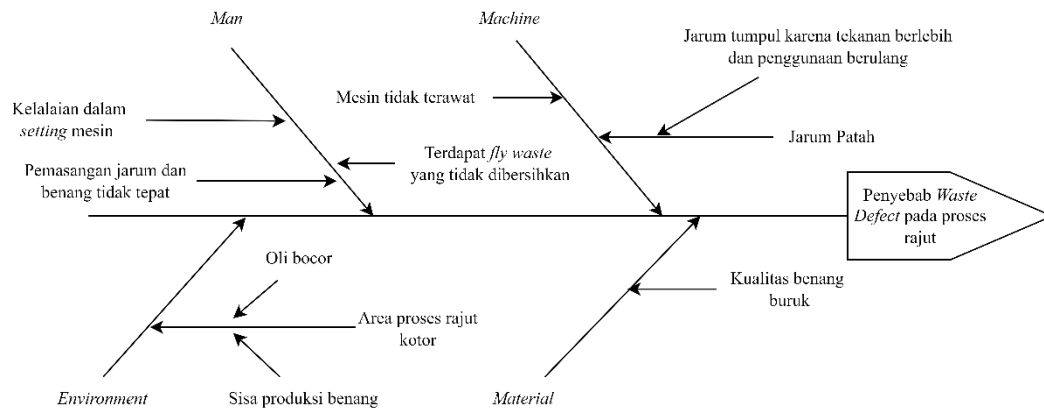 Man
Machine
Jarum tumpul karena tekanan berlebih
dan penggunaan berulang
Kelalaian dalam
setting mesin
Mesin tidak terawat
Jarum Patah
Pemasangan jarum dan
benang tidak tepat
Terdapat fly waste
yang tidak dibersihkan
Penyebab Waste
Defect pada proses
rajut
Oli bocor
Area proses rajut
kotor
Kualitas benang
buruk
Environment
Sisa produksi benang
Material